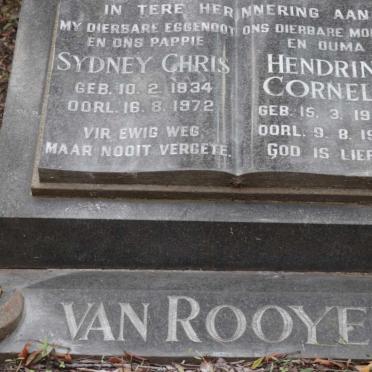 IN TERE HERINNERING AAN
MY DIERBARE EGGENOOT
EN ONS PAPPIE
SYDNEY CHRIS
GEB. 10. 2. 1934
OORL. 16. 8. 1972
VIR EWIG WEG
MAAR NOOIT VERGETE.
ONS DIERBARE MO
EN OUMA
HENDRIN
CORNEL
GEB. 15. 3. 19
OORL. 9. 8. 19
GOD IS LIEF
VAN ROOYE